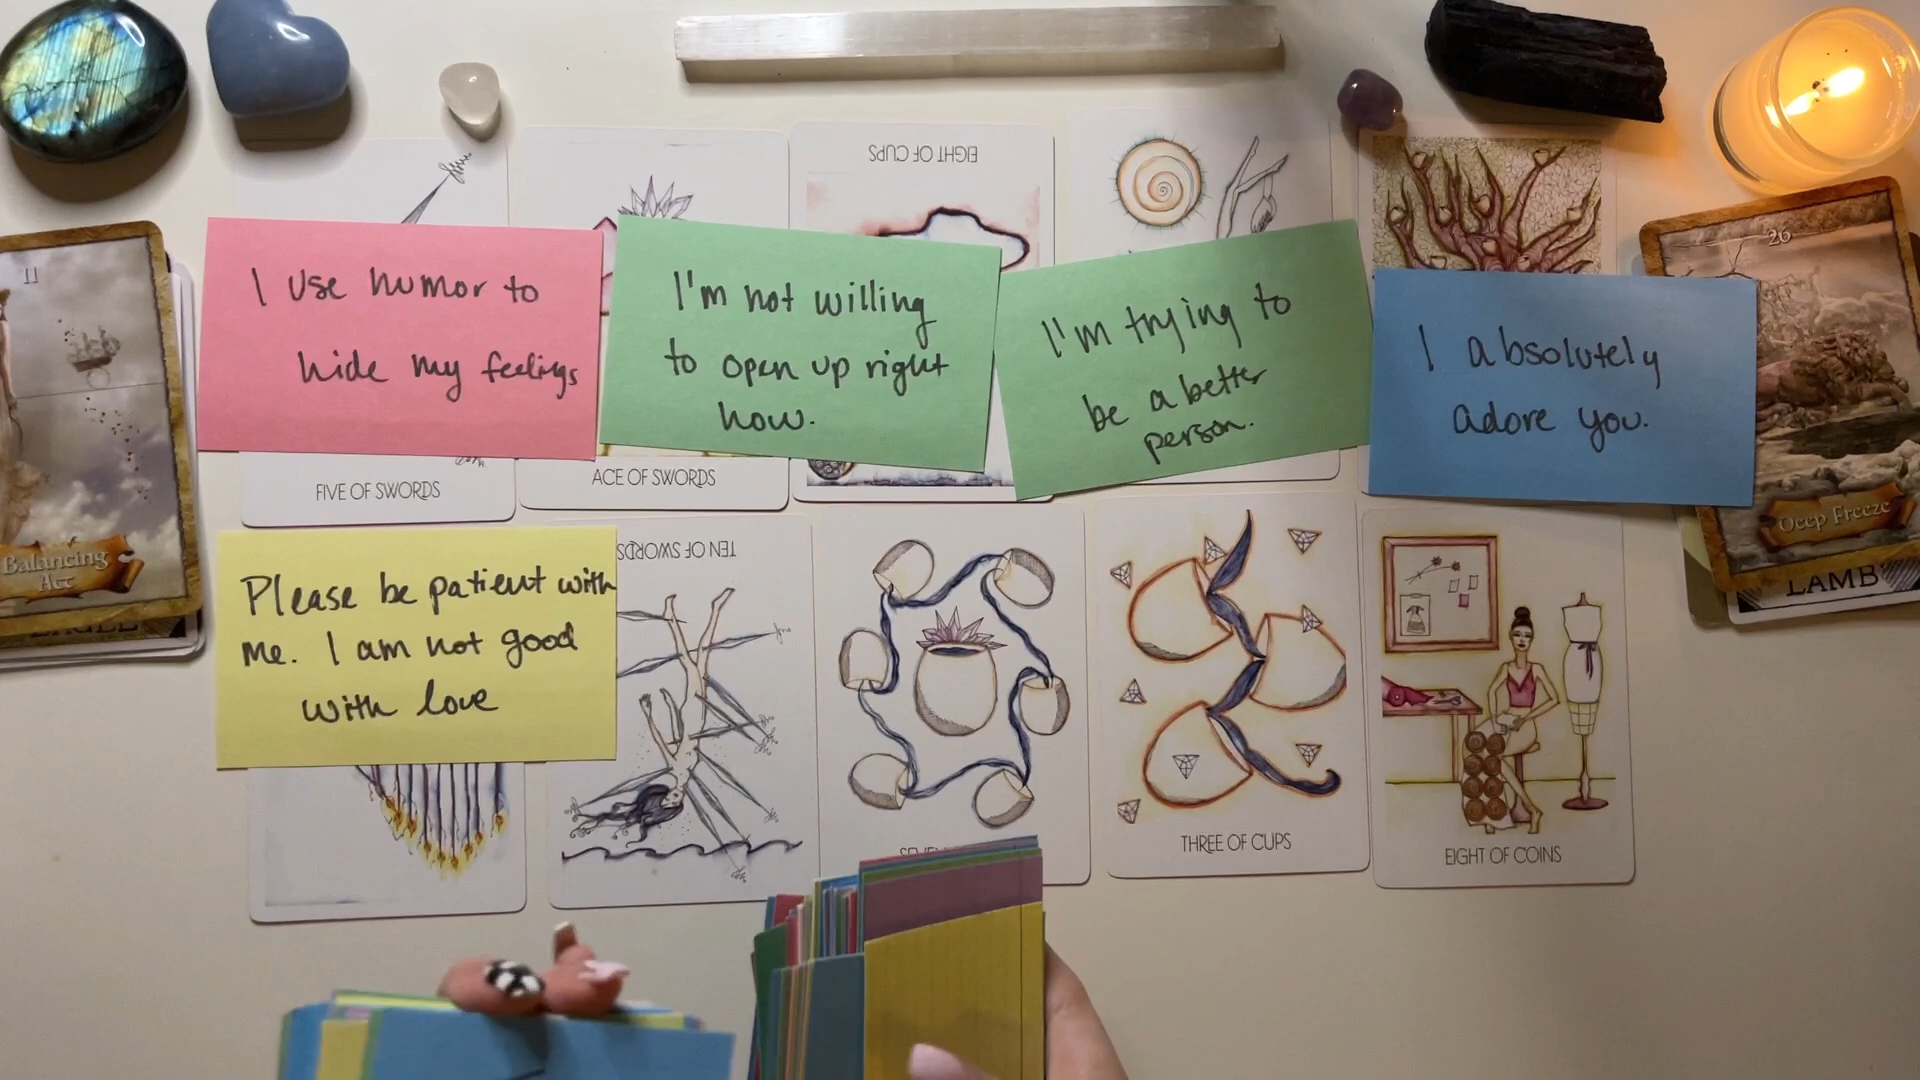 EIGHT OF CUPS
11
26
I use humor to
hide my feelings
I'm not willing
to open up right
now.
I'm trying to
be a better
person.
I absolutely
adore you.
FIVE OF SWORDS
ACE OF SWORDS
Balancing
Act
Deep Freeze
LAMB
Please be patient with
me. I am not good
with love
TEN OF SWORDS
THREE OF CUPS
EIGHT OF COINS